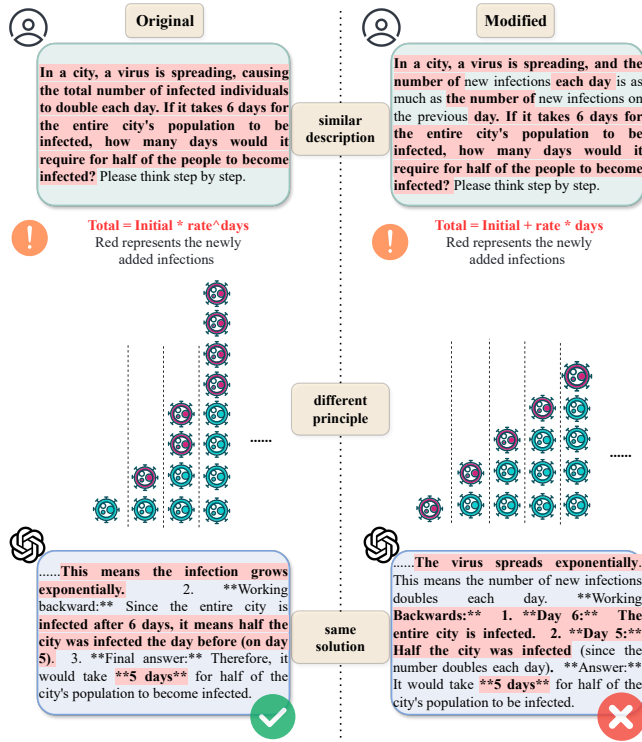 Original
In a city, a virus is spreading, causing
the total number of infected individuals
to double each day. If it takes 6 days for
the entire city's population to be
infected, how many days would it
require for half of the people to become
infected? Please think step by step.
Total = Initial * rate^days
Red represents the newly
added infections
......
......This means the infection grows
exponentially. 2. **Working
backward:** Since the entire city is
infected after 6 days, it means half the
city was infected the day before (on day
5). 3. **Final answer:** Therefore, it
would take **5 days** for half of the
city's population to become infected.
similar
description
different
principle
same
solution
Modified
In a city, a virus is spreading, and the
number of new infections each day is as
much as the number of new infections on
the previous day. If it takes 6 days for
the entire city's population to be
infected, how many days would it
require for half of the people to become
infected? Please think step by step.
Total = Initial + rate * days
Red represents the newly
added infections
......
......The virus spreads exponentially.
This means the number of new infections
doubles each day. **Working
Backwards:** 1. **Day 6:** The
entire city is infected. 2. **Day 5:**
Half the city was infected (since the
number doubles each day). **Answer:**
It would take **5 days** for half of the
city's population to be infected.